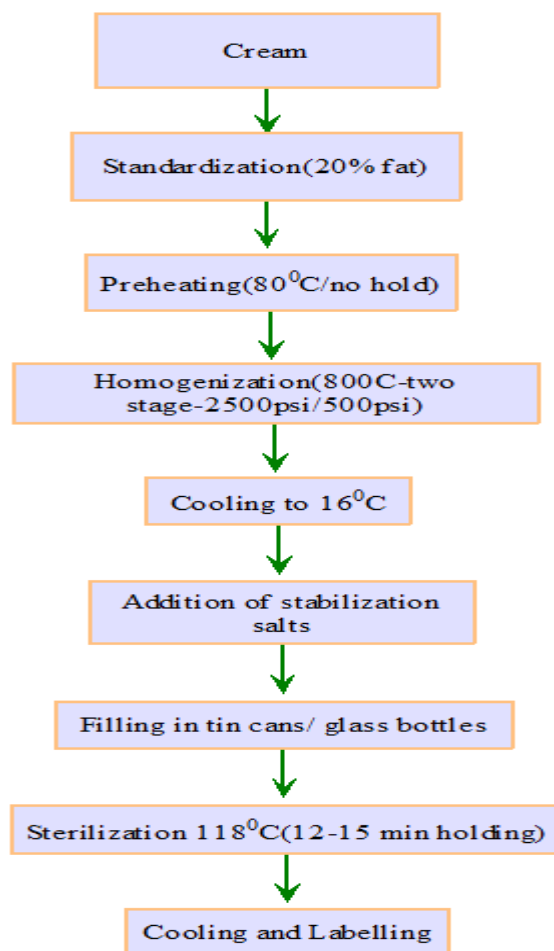 Cream
Standardization(20% fat)
Preheating(80⁰C/no hold)
Homogenization(800C-two
stage-2500psi/500psi)
Cooling to 16⁰C
Addition of stabilization
salts
Filling in tin cans/ glass bottles
Sterilization 118⁰C(12-15 min holding)
Cooling and Labelling